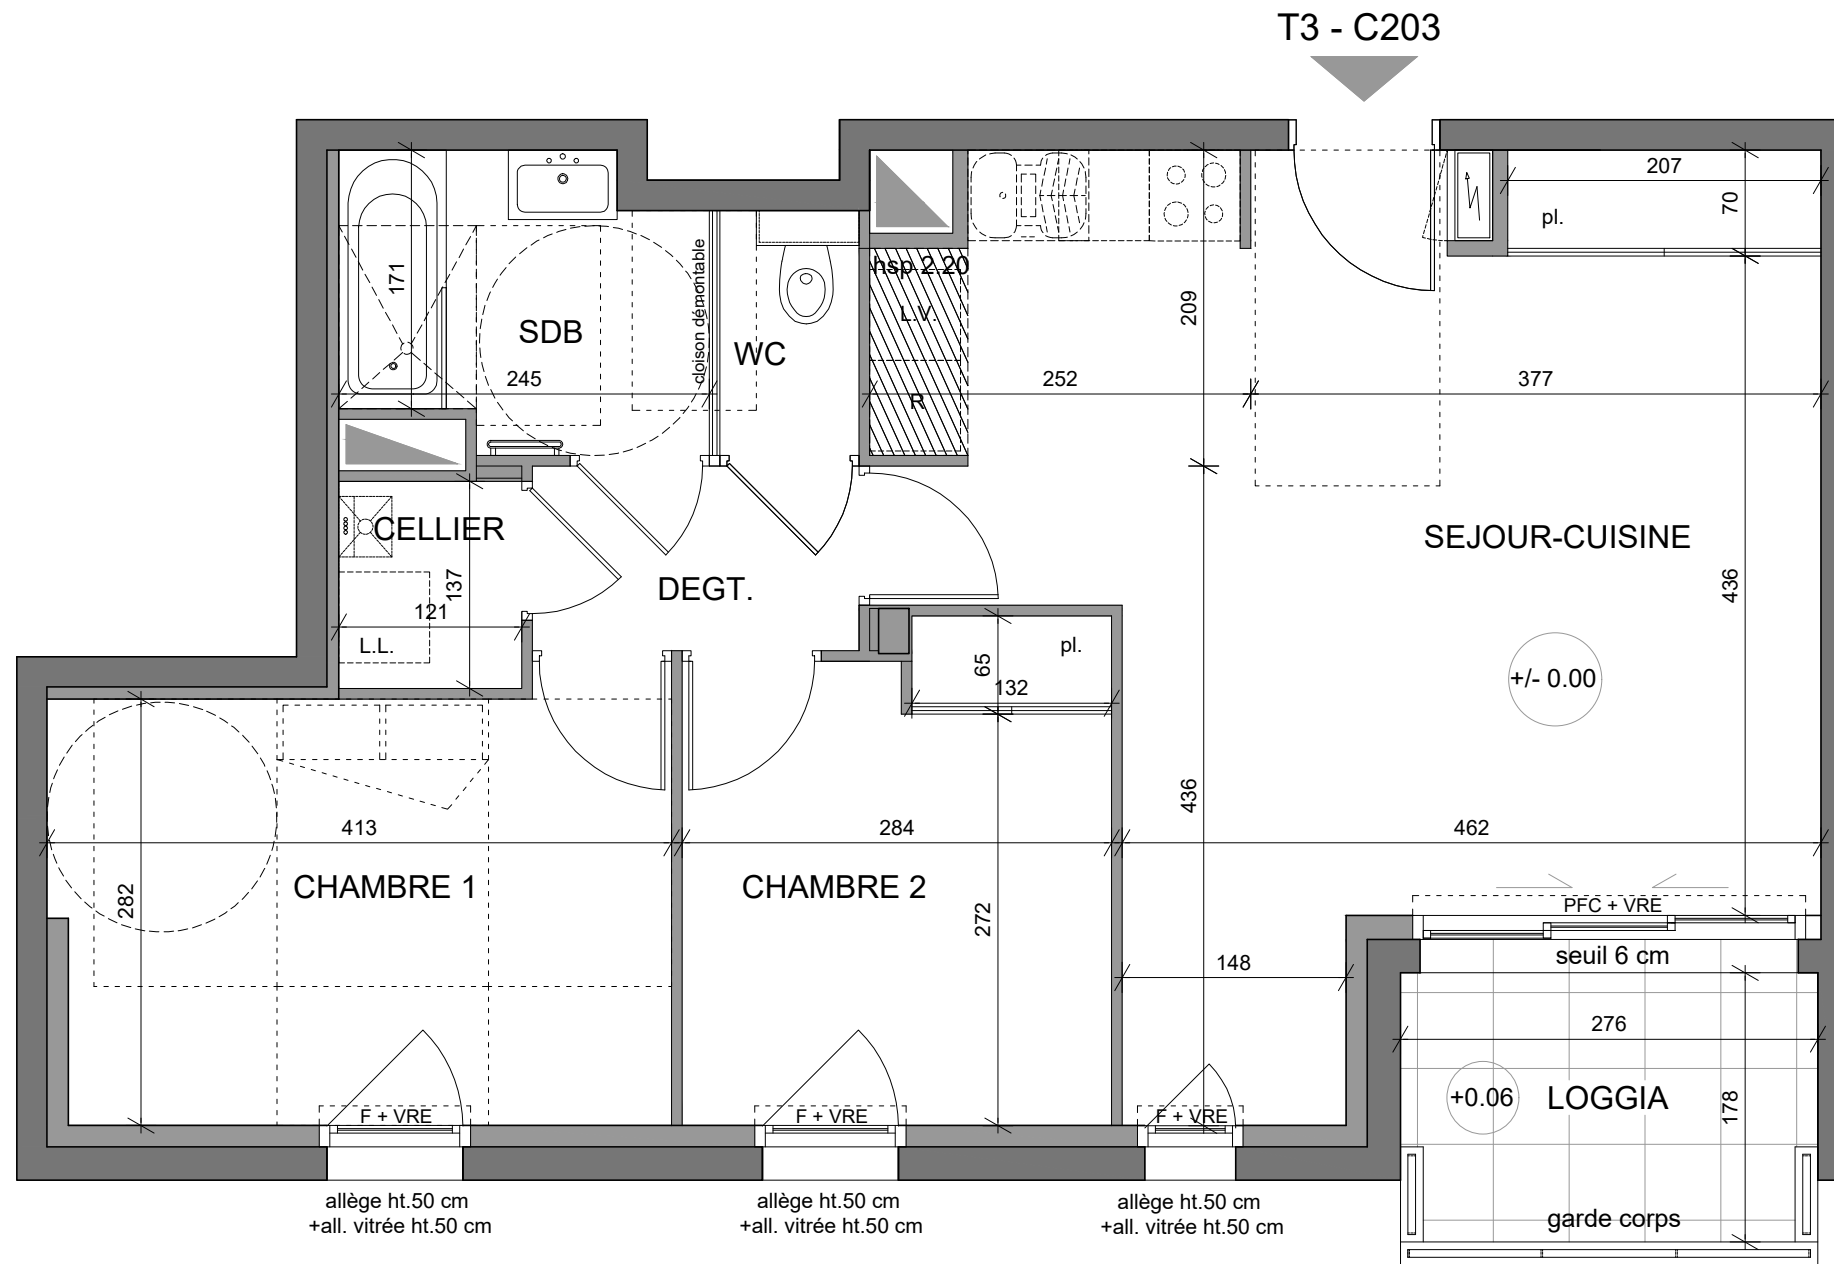 T3 - C203
207
70
pl.
hsp 2.20
L.V.
R
171
SDB
cloison démontable
WC
245
209
252
377
CELLIER
137
121
L.L.
DEGT.
SEJOUR-CUISINE
436
+/- 0.00
65
pl.
132
436
413
284
462
282
CHAMBRE 1
CHAMBRE 2
272
148
PFC + VRE
seuil 6 cm
276
+0.06
LOGGIA
178
F + VRE
F + VRE
F + VRE
garde corps
allège ht.50 cm
+all. vitrée ht.50 cm
allège ht.50 cm
+all. vitrée ht.50 cm
allège ht.50 cm
+all. vitrée ht.50 cm